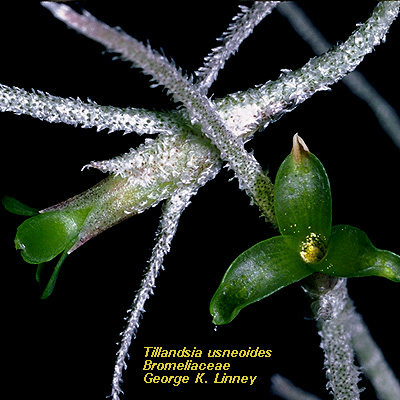 Tillandsia usneoides
Bromeliaceae
George K. Linney